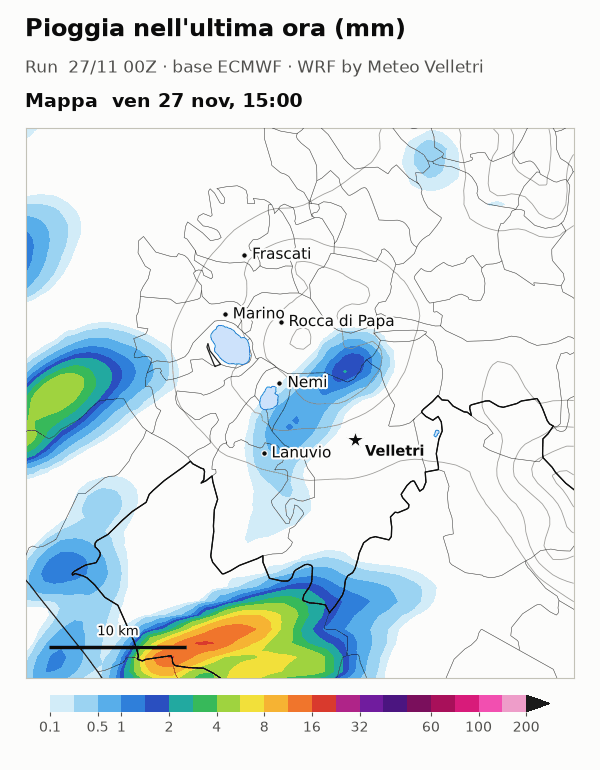 Pioggia nell'ultima ora (mm)
Run  27/11 00Z · base ECMWF · WRF by Meteo Velletri
Mappa  ven 27 nov, 15:00
Frascati
Marino
Rocca di Papa
Nemi
Velletri
Lanuvio
10 km
0.1 0.5 1 2 4 8 16 32 60 100 200